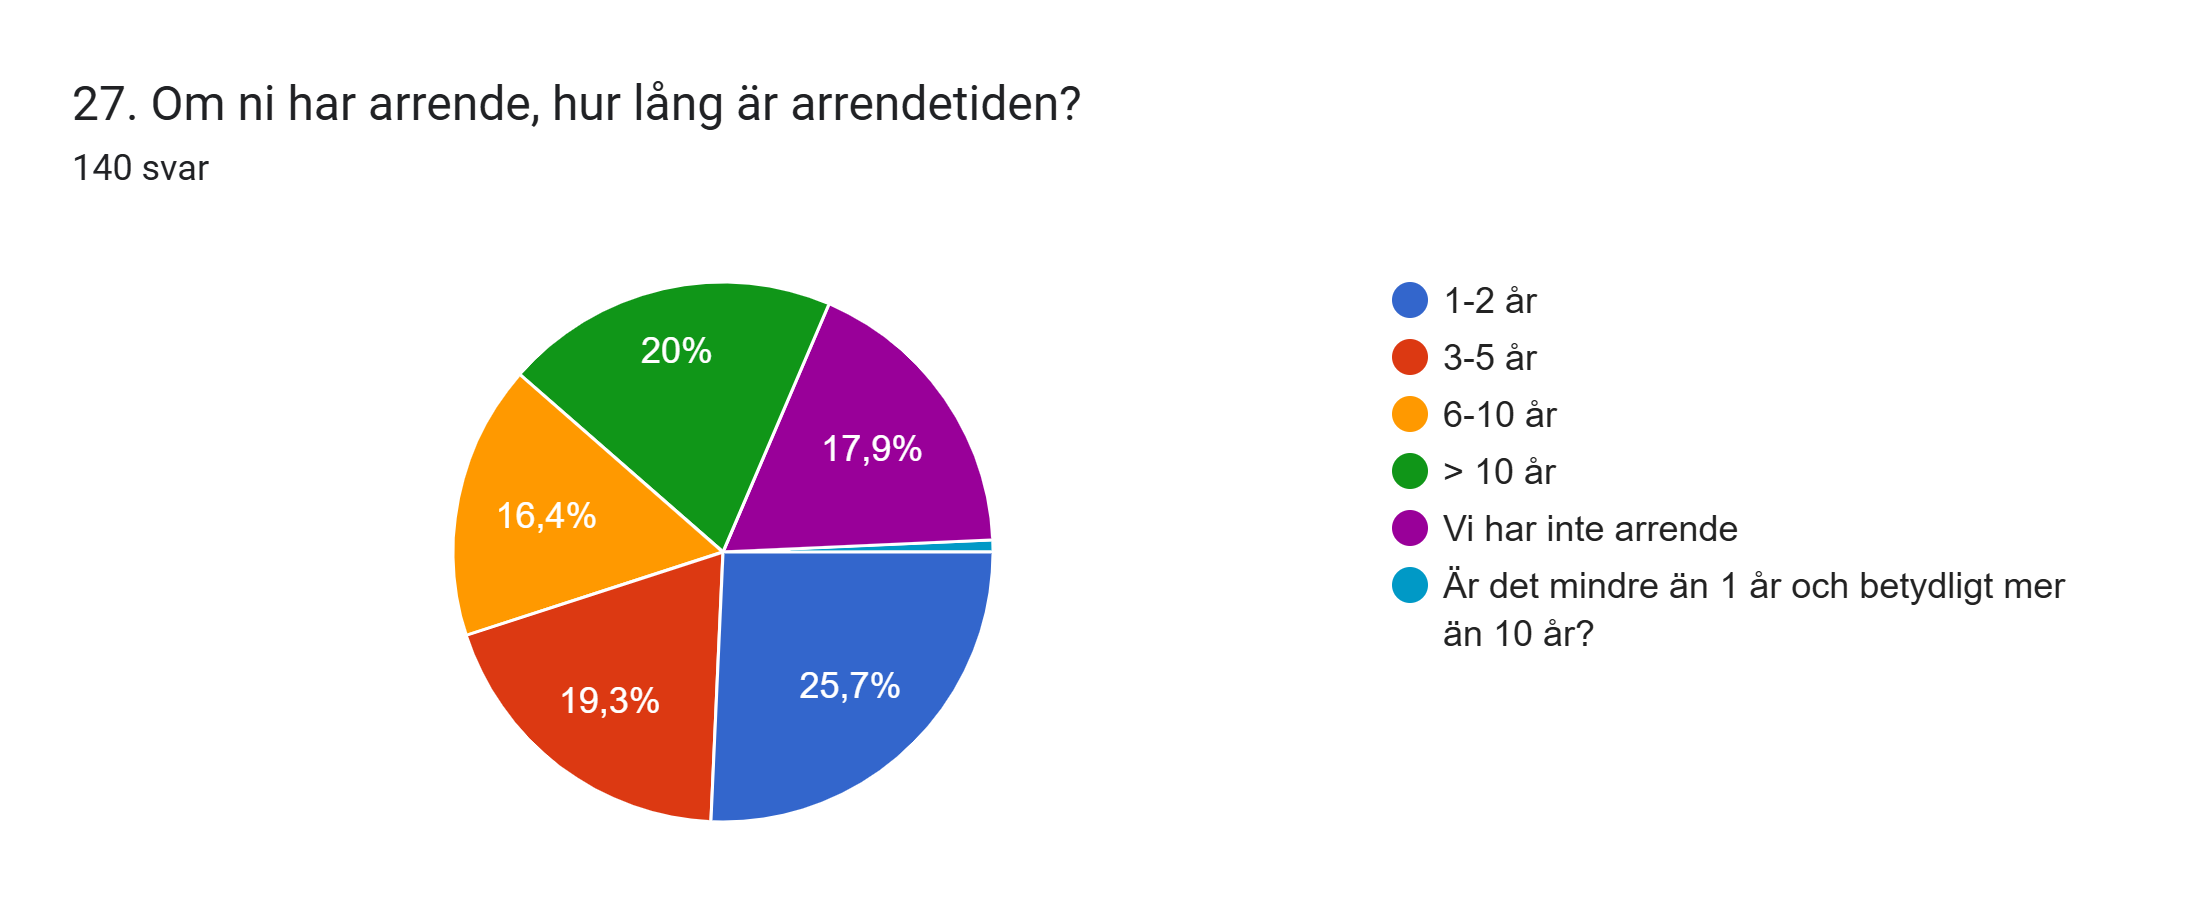 27. Om ni har arrende, hur lång är arrendetiden?
140 svar
20%
17,9%
16,4%
19,3%
25,7%
1-2 år
3-5 år
6-10 år
> 10 år
Vi har inte arrende
Är det mindre än 1 år och betydligt mer
än 10 år?